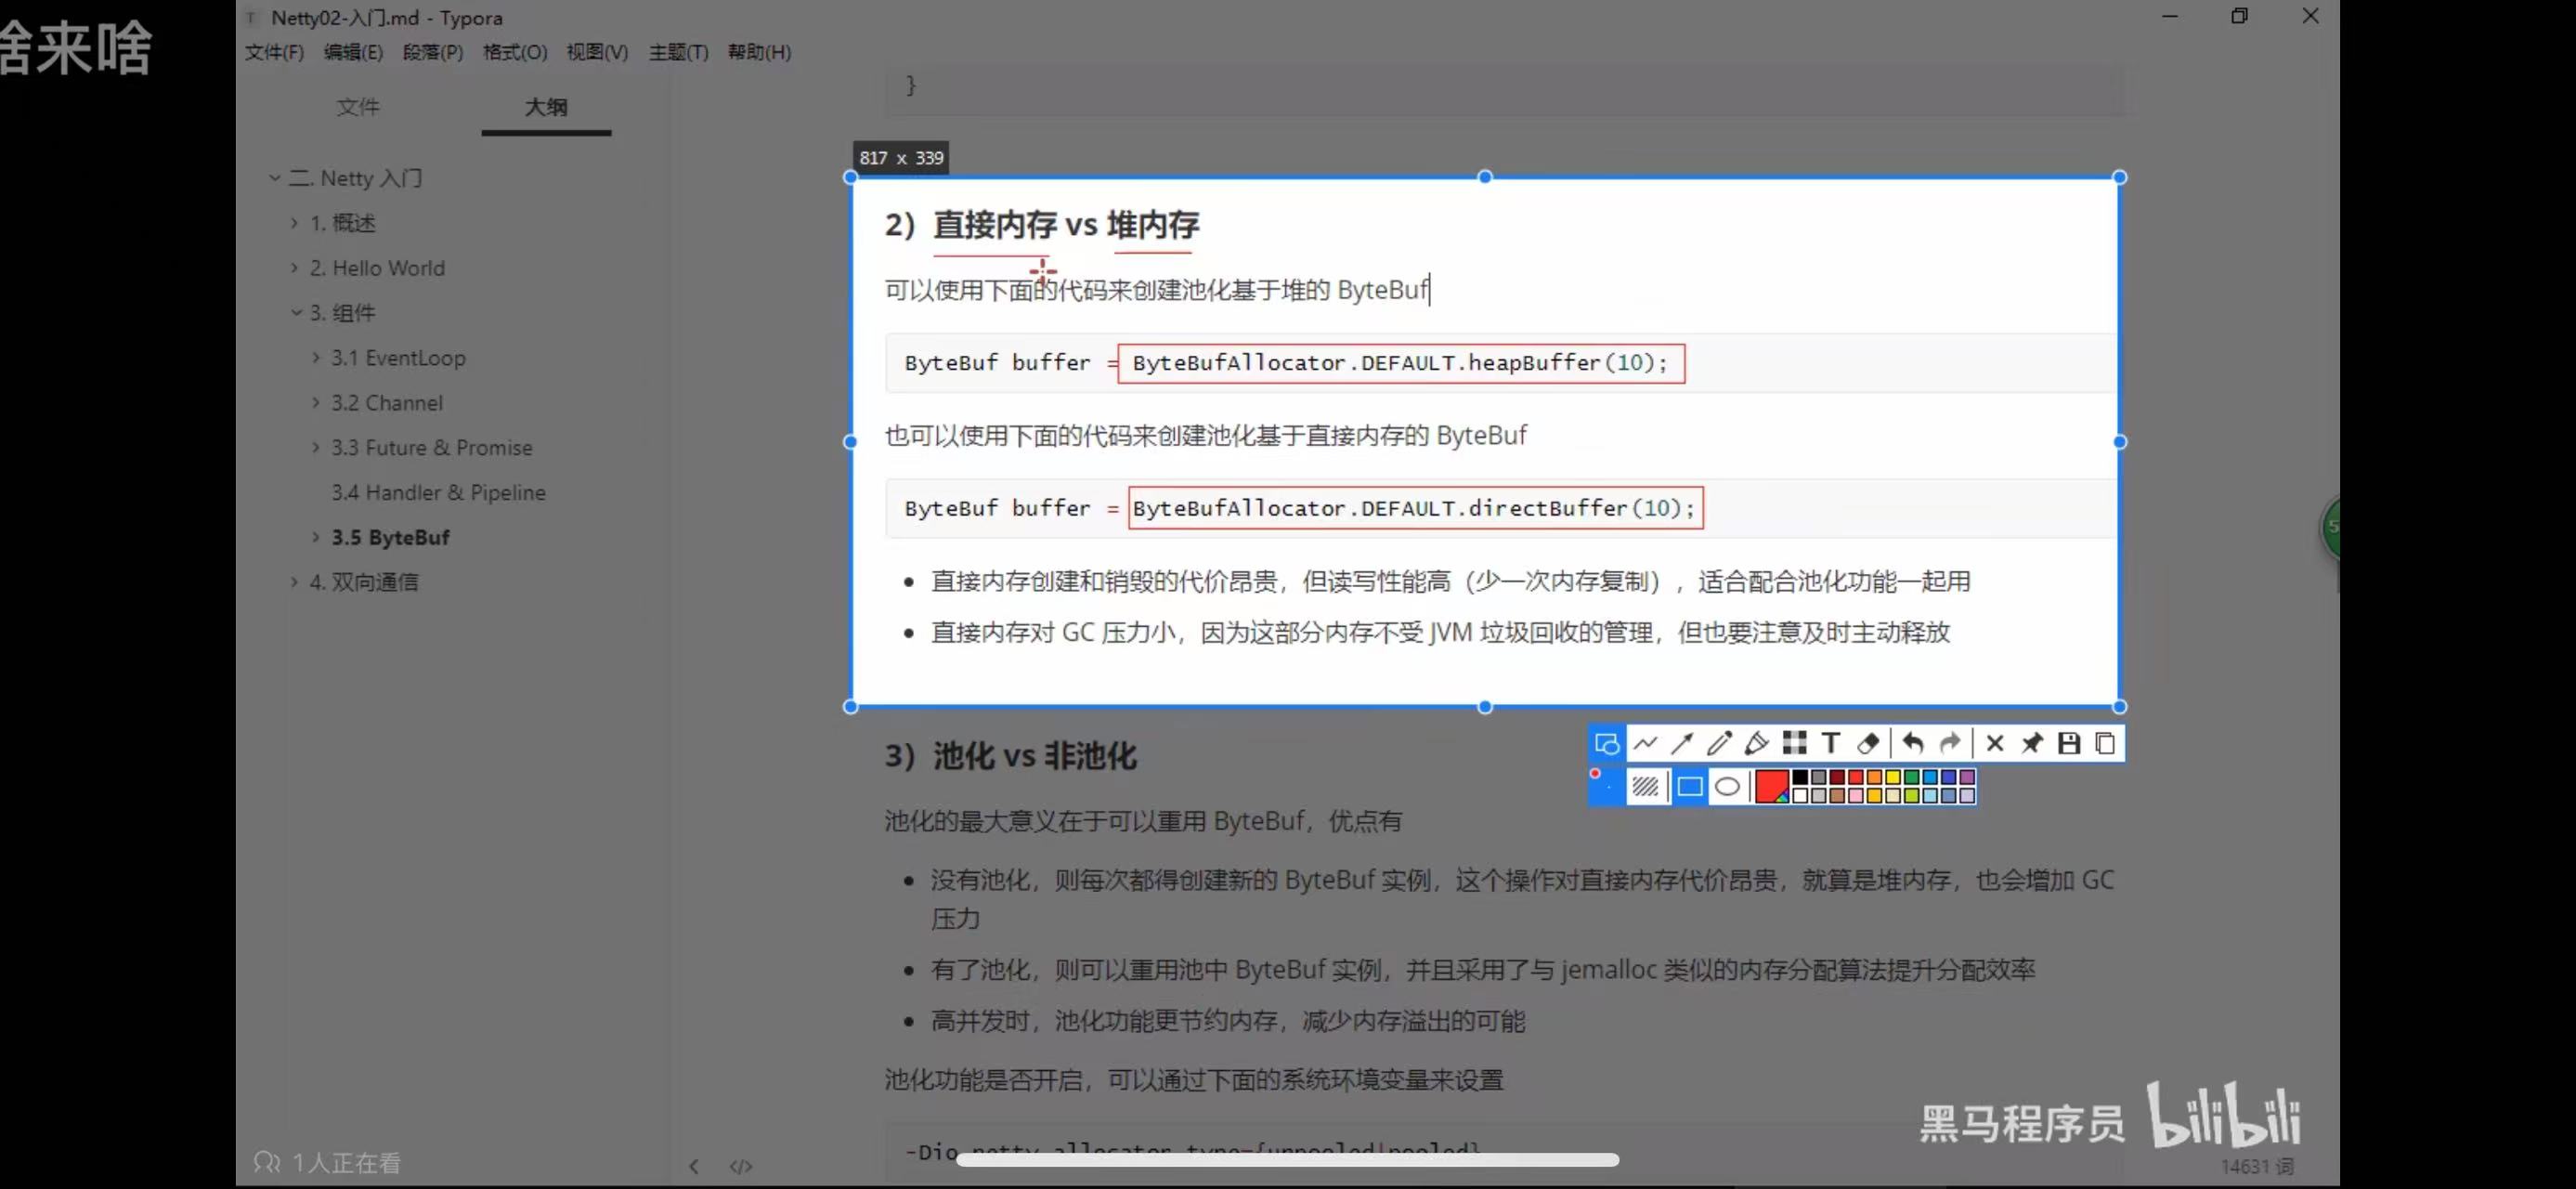 啥来啥
Netty02-入门.md - Typora
文件(F) 编辑(E) 段落(P) 格式(O) 视图(V) 主题(T) 帮助(H)
文件 大纲
二. Netty 入门
1. 概述
2. Hello World
3. 组件
3.1 EventLoop
3.2 Channel
3.3 Future & Promise
3.4 Handler & Pipeline
3.5 ByteBuf
4. 双向通信
}
817 x 339
2）直接内存 vs 堆内存
可以使用下面的代码来创建池化基于堆的 ByteBuf
ByteBuf buffer = ByteBufAllocator.DEFAULT.heapBuffer(10);
也可以使用下面的代码来创建池化基于直接内存的 ByteBuf
ByteBuf buffer = ByteBufAllocator.DEFAULT.directBuffer(10);
直接内存创建和销毁的代价昂贵，但读写性能高（少一次内存复制），适合配合池化功能一起用
直接内存对 GC 压力小，因为这部分内存不受 JVM 垃圾回收的管理，但也要注意及时主动释放
T
3）池化 vs 非池化
池化的最大意义在于可以重用 ByteBuf，优点有
没有池化，则每次都得创建新的 ByteBuf 实例，这个操作对直接内存代价昂贵，就算是堆内存，也会增加 GC
压力
有了池化，则可以重用池中 ByteBuf 实例，并且采用了与 jemalloc 类似的内存分配算法提升分配效率
高并发时，池化功能更节约内存，减少内存溢出的可能
池化功能是否开启，可以通过下面的系统环境变量来设置
-Dio.netty.allocator.type={unpooled|pooled}
黑马程序员 bilibili
1人正在看
14631 词
5